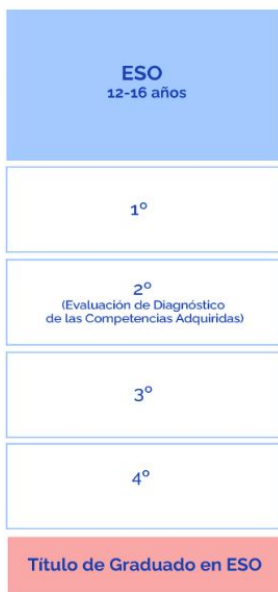 ESO
12-16 años
1º
2º
(Evaluación de Diagnóstico
de las Competencias Adquiridas)
3º
4º
Título de Graduado en ESO